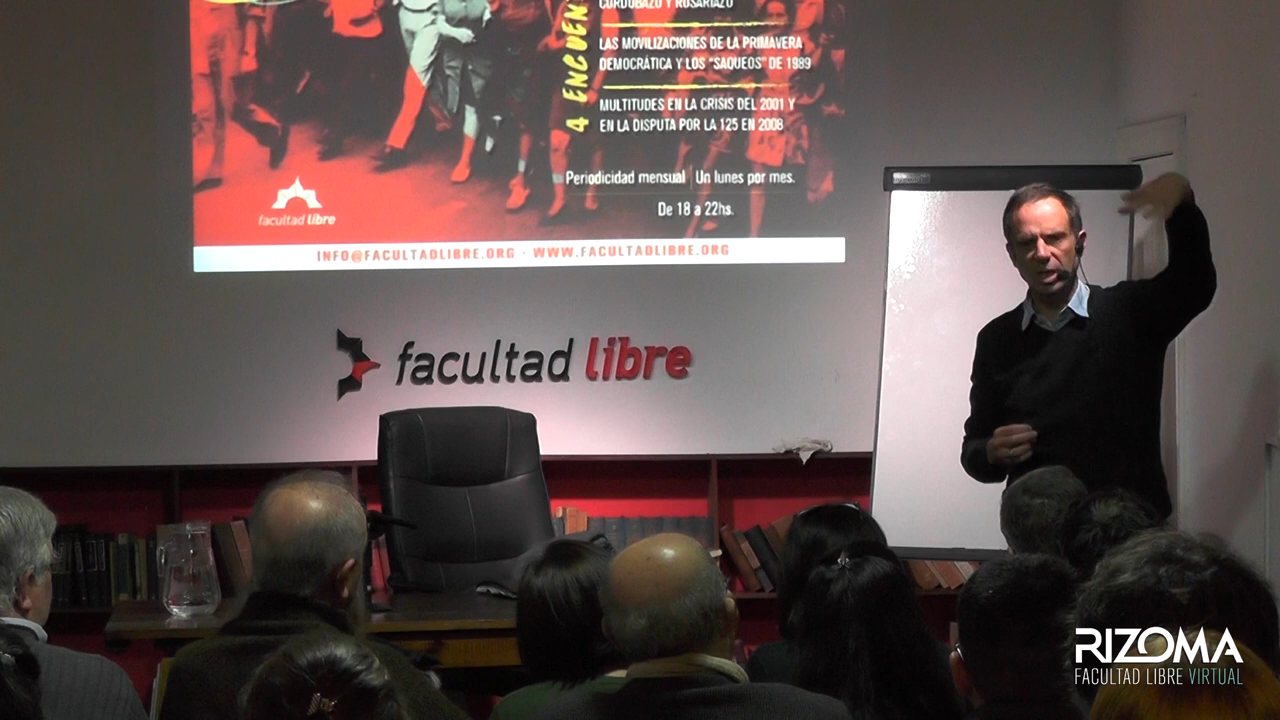 CORDOBAZO Y ROSARIAZO
LAS MOVILIZACIONES DE LA PRIMAVERA
DEMOCRÁTICA Y LOS "SAQUEOS" DE 1989
MULTITUDES EN LA CRISIS DEL 2001 Y
EN LA DISPUTA POR LA 125 EN 2008
4
Periodicidad mensual | Un lunes por mes.
De 18 a 22hs.
facultad libre
INFO@FACULTADLIBRE.ORG · WWW.FACULTADLIBRE.ORG
facultad libre
RIZOMA
FACULTAD LIBRE VIRTUAL